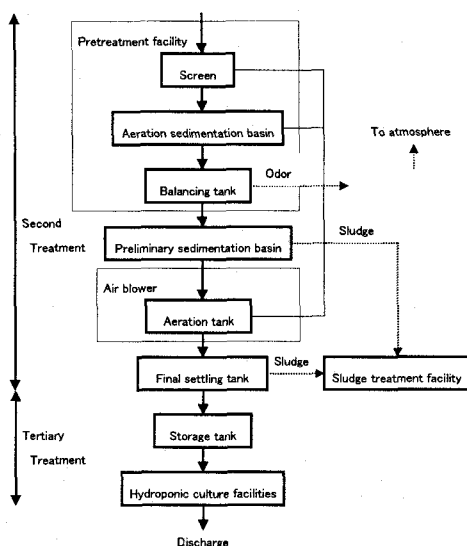 Pretreatment facility
Screen
Aeration sedimentation basin
To atmosphere
Odor
Balancing tank
Second
Treatment
Sludge
Preliminary sedimentation basin
Air blower
Aeration tank
Sludge
Final settling tank
Sludge treatment facility
Storage tank
Tertiary
Treatment
Hydroponic culture facilities
Discharge